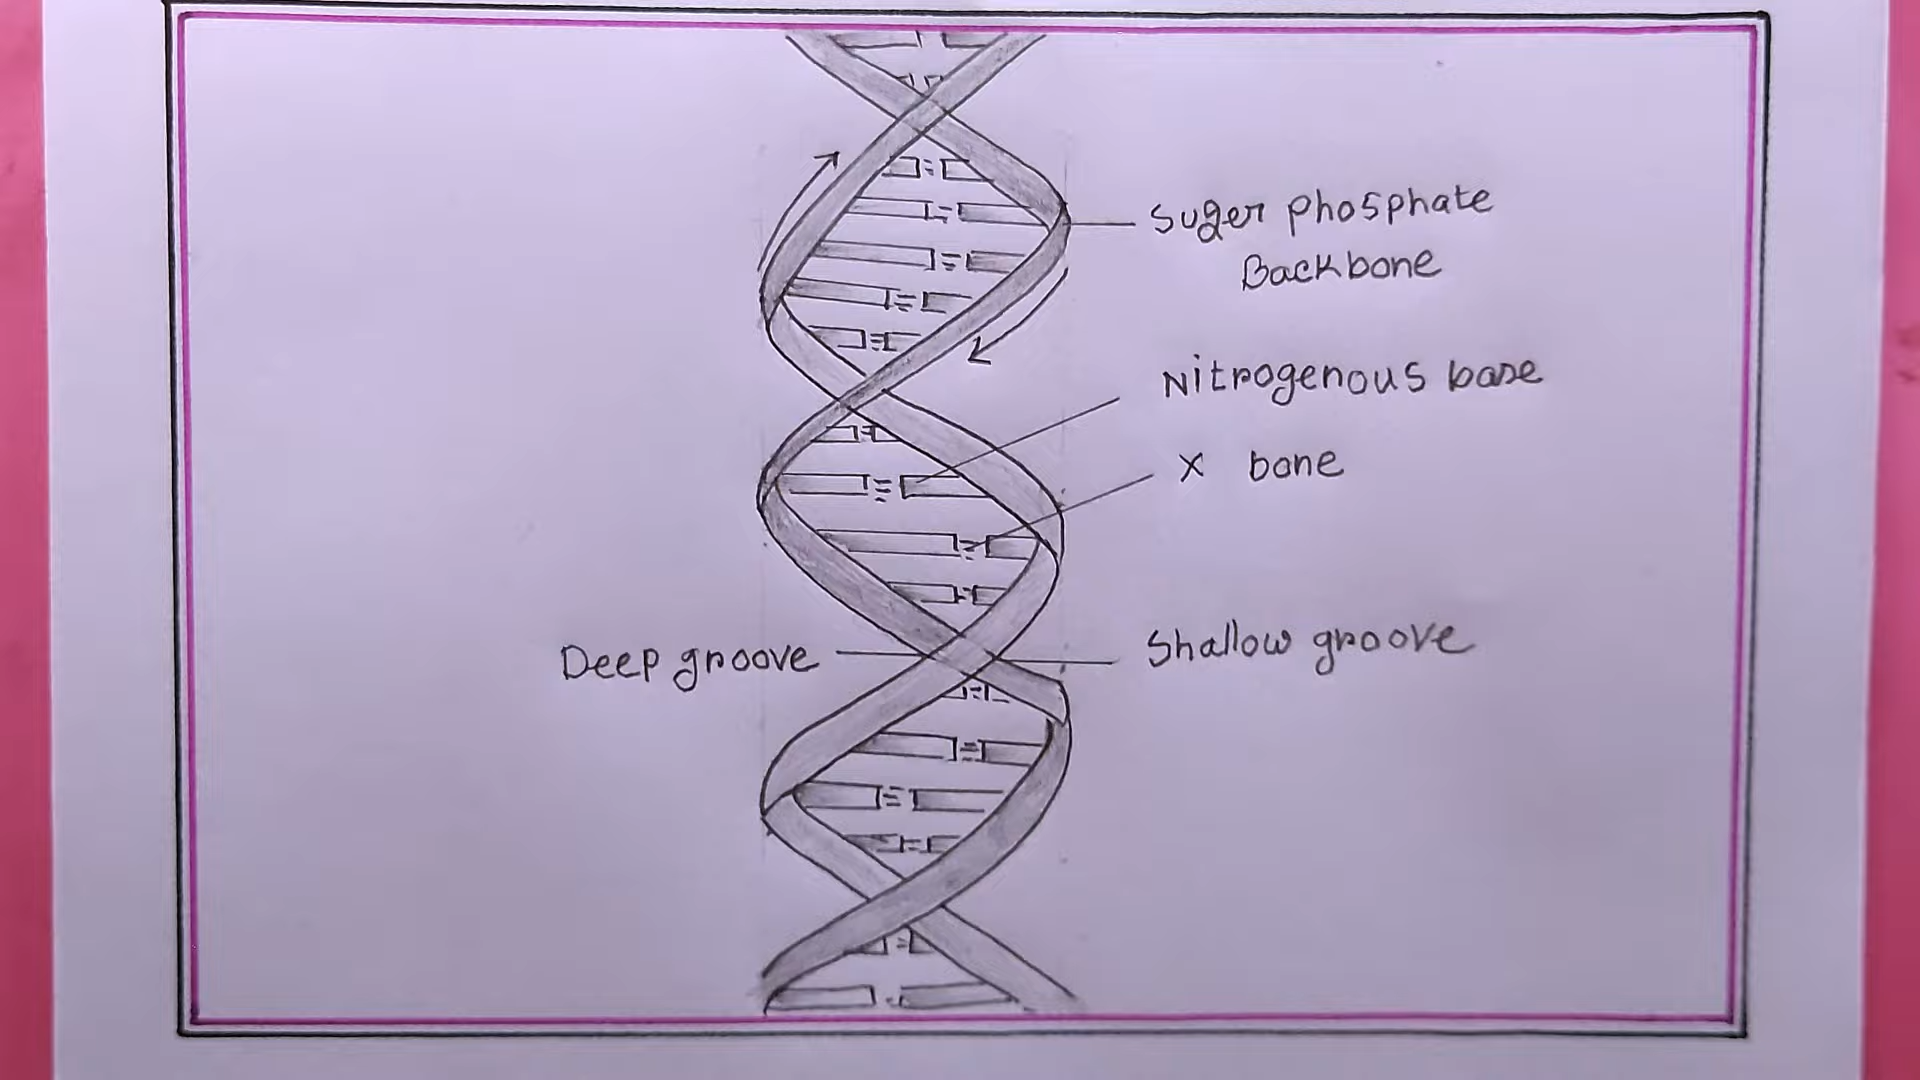 Suger phosphate
Backbone
Nitrogenous base
X bone
Deep groove
Shallow groove